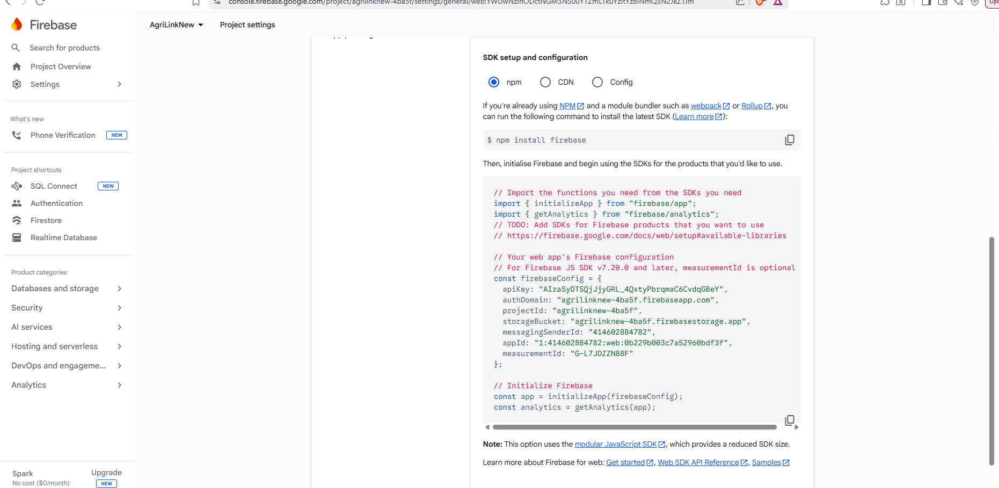 Firebase
AgriLinkNew
Project settings
Search for products
Project Overview
Settings
What's new
Phone Verification NEW
Project shortcuts
SQL Connect NEW
Authentication
Firestore
Realtime Database
Product categories
Databases and storage
Security
AI services
Hosting and serverless
DevOps and engageme...
Analytics
Spark
No cost ($0/month)
Upgrade
NEW
SDK setup and configuration
npm CDN Config
If you're already using NPM and a module bundler such as webpack or Rollup, you
can run the following command to install the latest SDK (Learn more):
$ npm install firebase
Then, initialise Firebase and begin using the SDKs for the products that you'd like to use.
// Import the functions you need from the SDKs you need
import { initializeApp } from "firebase/app";
import { getAnalytics } from "firebase/analytics";
// TODO: Add SDKs for Firebase products that you want to use
// https://firebase.google.com/docs/web/setup#available-libraries
// Your web app's Firebase configuration
// For Firebase JS SDK v7.20.0 and later, measurementId is optional
const firebaseConfig = {
apiKey: "AIzaSyDTSQjJjyGRL_4QxtyPbrqmaC6CvdqGBeY",
authDomain: "agrilinknew-4ba5f.firebaseapp.com",
projectId: "agrilinknew-4ba5f",
storageBucket: "agrilinknew-4ba5f.firebasestorage.app",
messagingSenderId: "414602884782",
appId: "1:414602884782:web:0b229b003c7a52960bdf3f",
measurementId: "G-L7JDZZN88F"
};
// Initialize Firebase
const app = initializeApp(firebaseConfig);
const analytics = getAnalytics(app);
Note: This option uses the modular JavaScript SDK, which provides a reduced SDK size.
Learn more about Firebase for web: Get started, Web SDK API Reference, Samples